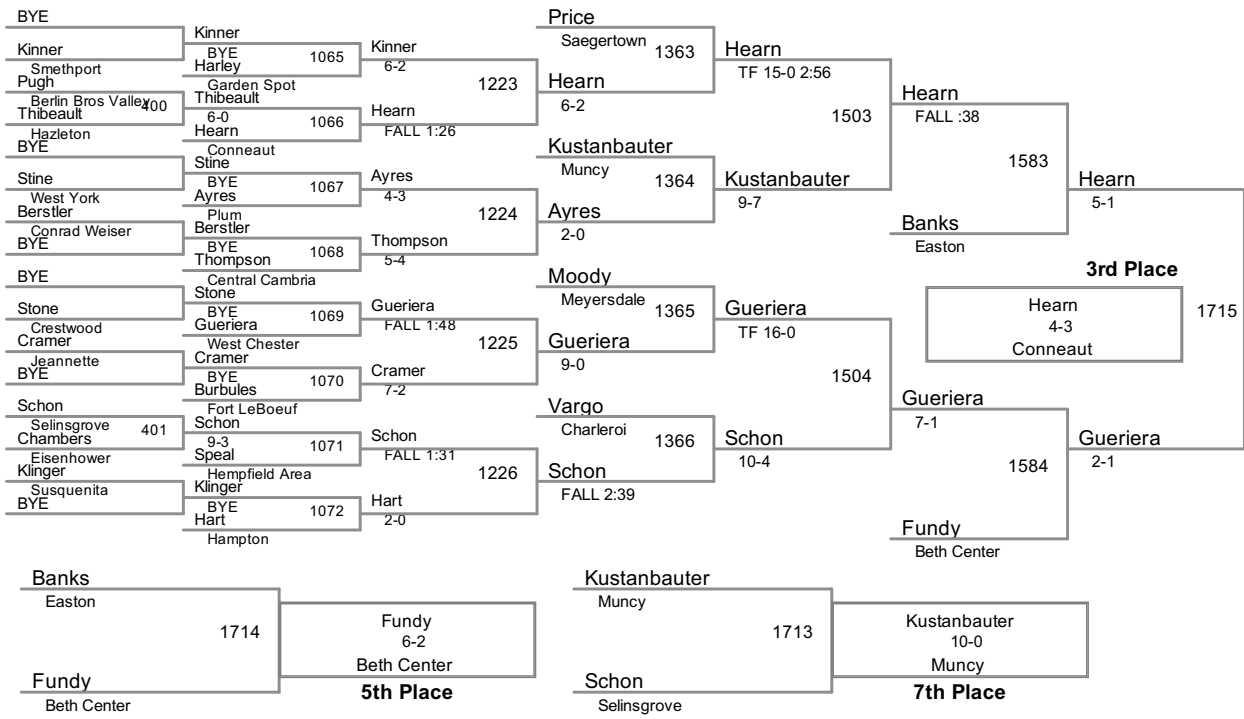 BYE
Kinner
Smethport
Pugh
Berlin Bros Valley 400
Thibeault
Hazleton
BYE
Stine
West York
Berstler
Conrad Weiser
BYE
BYE
Stone
Crestwood
Cramer
Jeannette
BYE
Schon
Selinsgrove 401
Chambers
Eisenhower
Klinger
Susquenita
BYE
Kinner
BYE 1065
Harley
Garden Spot
Thibeault
6-0 1066
Hearn
Conneaut
Stine
BYE 1067
Ayres
Plum
Berstler
BYE 1068
Thompson
Central Cambria
Stone
BYE 1069
Gueriera
West Chester
Cramer
BYE 1070
Burbules
Fort LeBoeuf
Schon
9-3 1071
Speal
Hempfield Area
Klinger
BYE 1072
Hart
Hampton
Kinner
6-2
1223
Hearn
FALL 1:26
Ayres
4-3
1224
Thompson
5-4
Gueriera
FALL 1:48
1225
Cramer
7-2
Schon
FALL 1:31
1226
Hart
2-0
Price
Saegertown 1363
Hearn
6-2
Kustanbauter
Muncy 1364
Ayres
2-0
Moody
Meyersdale 1365
Gueriera
9-0
Vargo
Charleroi 1366
Schon
FALL 2:39
Hearn
TF 15-0 2:56
1503
Kustanbauter
9-7
Gueriera
TF 16-0
1504
Schon
10-4
Hearn
FALL :38
1583
Banks
Easton
Gueriera
7-1
1584
Fundy
Beth Center
Hearn
5-1
3rd Place
Hearn 1715
4-3
Conneaut
Gueriera
2-1
Banks
Easton
1714
Fundy
Beth Center
Fundy
6-2
Beth Center
5th Place
Kustanbauter
Muncy
1713
Schon
Selinsgrove
Kustanbauter
10-0
Muncy
7th Place